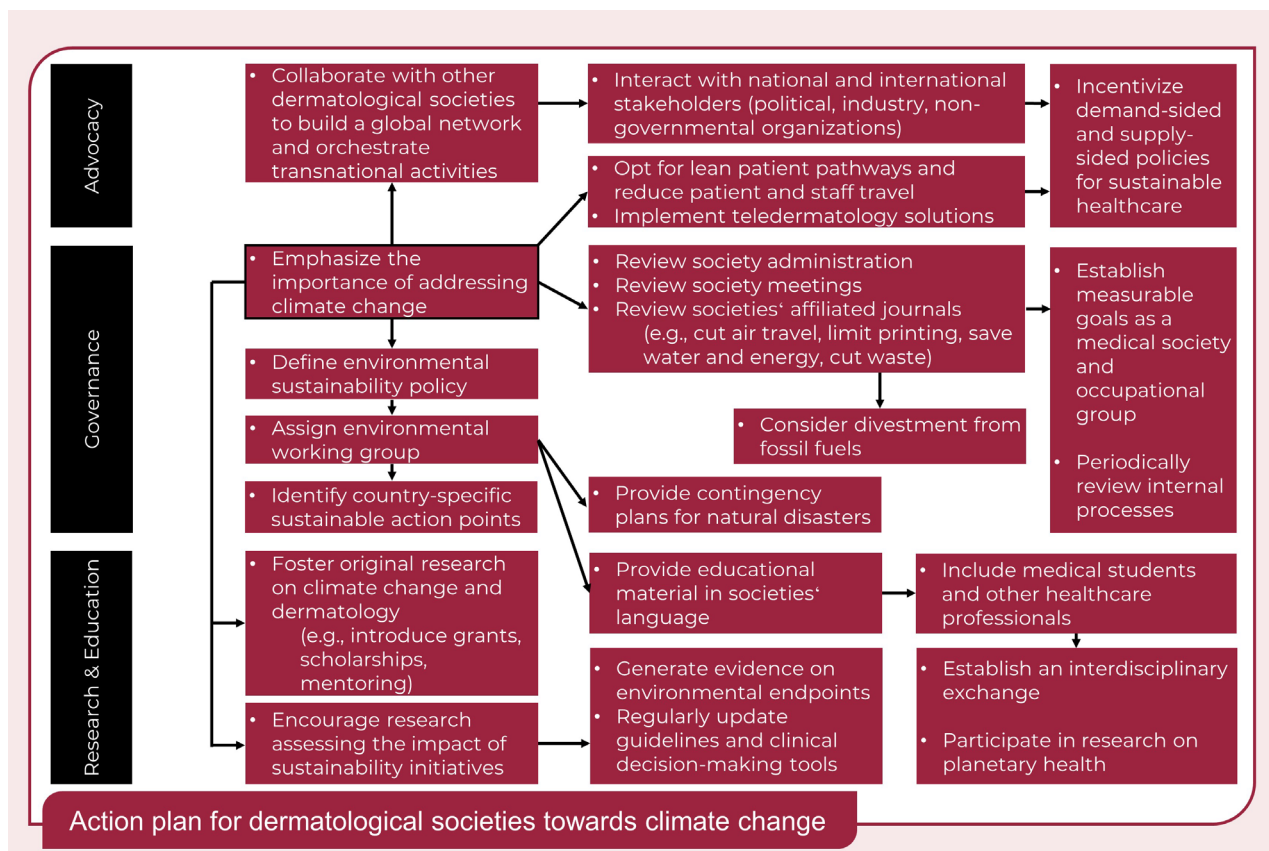 Advocacy
• Collaborate with other
dermatological societies
to build a global network
and orchestrate
transnational activities
• Interact with national and international
stakeholders (political, industry, non-
governmental organizations)
• Opt for lean patient pathways and
reduce patient and staff travel
• Implement teledermatology solutions
• Incentivize
demand-sided
and supply-
sided policies
for sustainable
healthcare
Governance
• Emphasize the
importance of addressing
climate change
• Define environmental
sustainability policy
• Assign environmental
working group
• Identify country-specific
sustainable action points
• Review society administration
• Review society meetings
• Review societies‘ affiliated journals
(e.g., cut air travel, limit printing, save
water and energy, cut waste)
• Consider divestment from
fossil fuels
• Provide contingency
plans for natural disasters
• Establish
measurable
goals as a
medical society
and
occupational
group
• Periodically
review internal
processes
Research & Education
• Foster original research
on climate change and
dermatology
(e.g., introduce grants,
scholarships,
mentoring)
• Encourage research
assessing the impact of
sustainability initiatives
• Provide educational
material in societies‘
language
• Generate evidence on
environmental endpoints
• Regularly update
guidelines and clinical
decision-making tools
• Include medical students
and other healthcare
professionals
• Establish an interdisciplinary
exchange
• Participate in research on
planetary health
Action plan for dermatological societies towards climate change